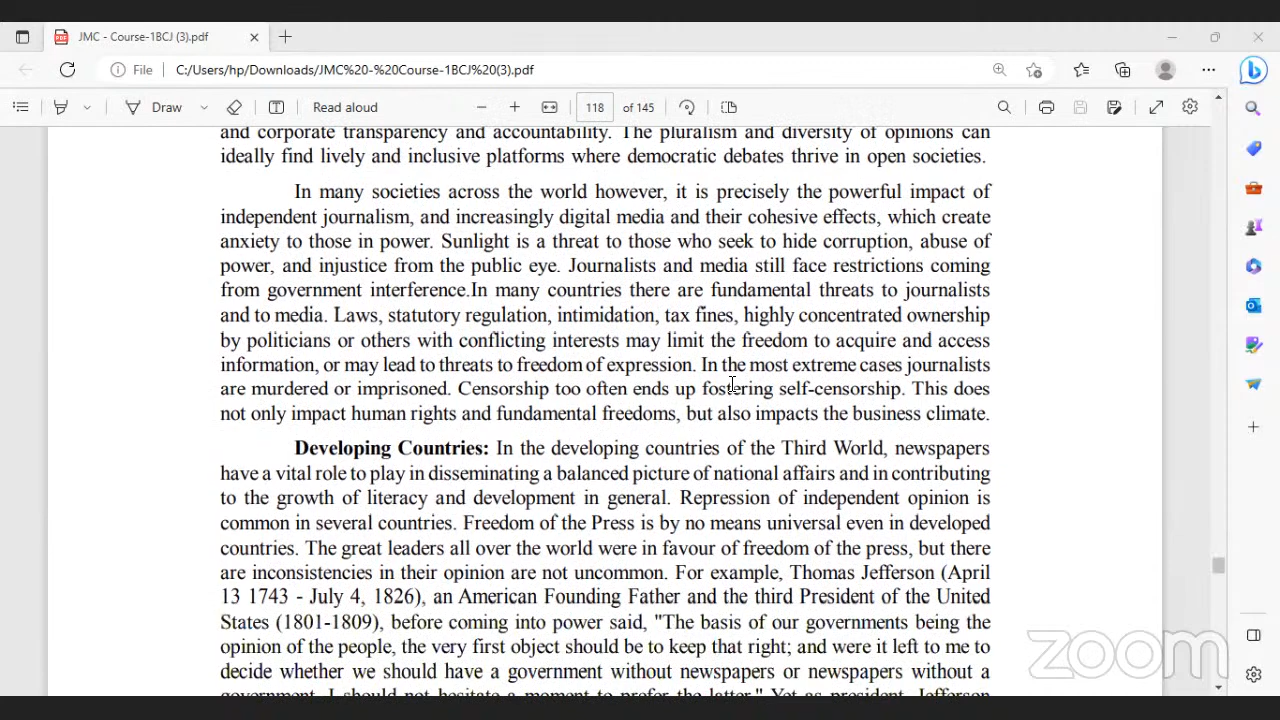 JMC - Course-1BCJ (3).pdf
File C:/Users/hp/Downloads/JMC%20-%20Course-1BCJ%20(3).pdf
Draw Read aloud 118 of 145
and corporate transparency and accountability. The pluralism and diversity of opinions can
ideally find lively and inclusive platforms where democratic debates thrive in open societies.
In many societies across the world however, it is precisely the powerful impact of
independent journalism, and increasingly digital media and their cohesive effects, which create
anxiety to those in power. Sunlight is a threat to those who seek to hide corruption, abuse of
power, and injustice from the public eye. Journalists and media still face restrictions coming
from government interference.In many countries there are fundamental threats to journalists
and to media. Laws, statutory regulation, intimidation, tax fines, highly concentrated ownership
by politicians or others with conflicting interests may limit the freedom to acquire and access
information, or may lead to threats to freedom of expression. In the most extreme cases journalists
are murdered or imprisoned. Censorship too often ends up fostering self-censorship. This does
not only impact human rights and fundamental freedoms, but also impacts the business climate.
Developing Countries: In the developing countries of the Third World, newspapers
have a vital role to play in disseminating a balanced picture of national affairs and in contributing
to the growth of literacy and development in general. Repression of independent opinion is
common in several countries. Freedom of the Press is by no means universal even in developed
countries. The great leaders all over the world were in favour of freedom of the press, but there
are inconsistencies in their opinion are not uncommon. For example, Thomas Jefferson (April
13 1743 - July 4, 1826), an American Founding Father and the third President of the United
States (1801-1809), before coming into power said, "The basis of our governments being the
opinion of the people, the very first object should be to keep that right; and were it left to me to
decide whether we should have a government without newspapers or newspapers without a
government, I should not hesitate a moment to prefer the latter." Yet as president, Jefferson
zoom